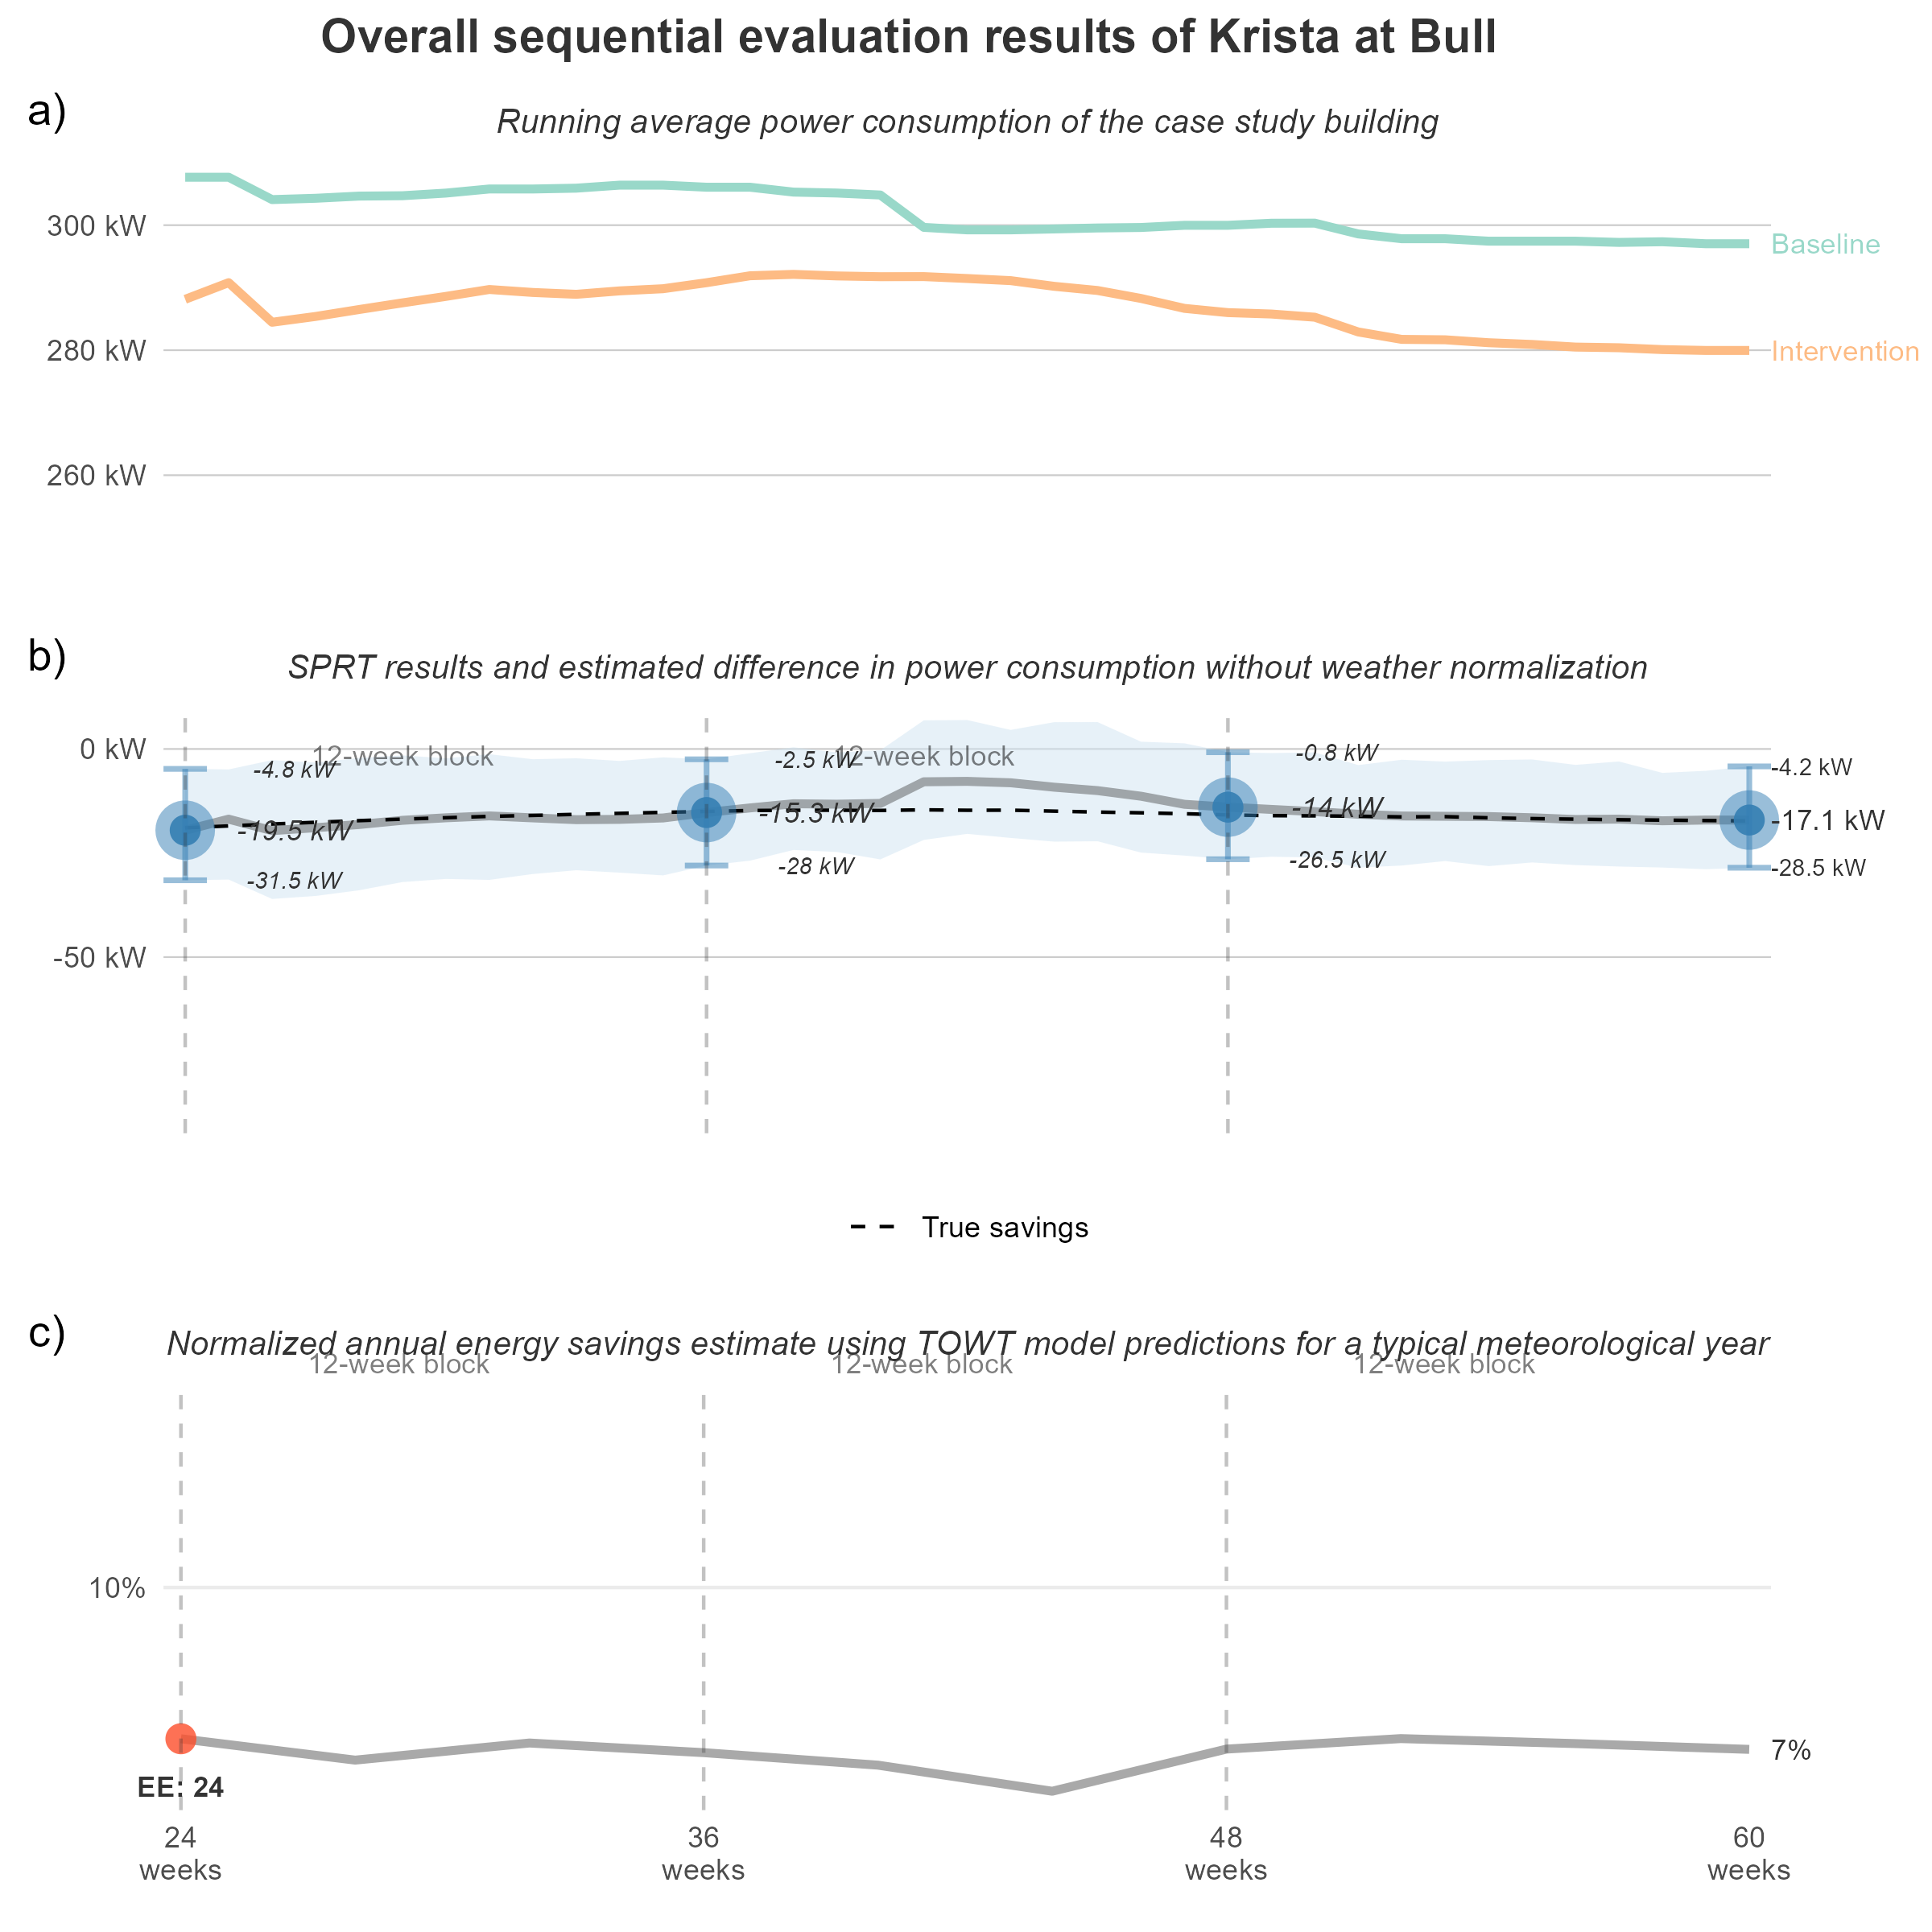 Overall sequential evaluation results of Krista at Bull
a)
Running average power consumption of the case study building
300 kW
280 kW
260 kW
Baseline
Intervention
b)
SPRT results and estimated difference in power consumption without weather normalization
0 kW
-50 kW
12-week block
12-week block
-4.8 kW
-19.5 kW
-31.5 kW
-2.5 kW
-15.3 kW
-28 kW
-0.8 kW
-14 kW
-26.5 kW
-4.2 kW
-17.1 kW
-28.5 kW
True savings
c)
Normalized annual energy savings estimate using TOWT model predictions for a typical meteorological year
12-week block
12-week block
12-week block
10%
7%
EE: 24
24
weeks
36
weeks
48
weeks
60
weeks